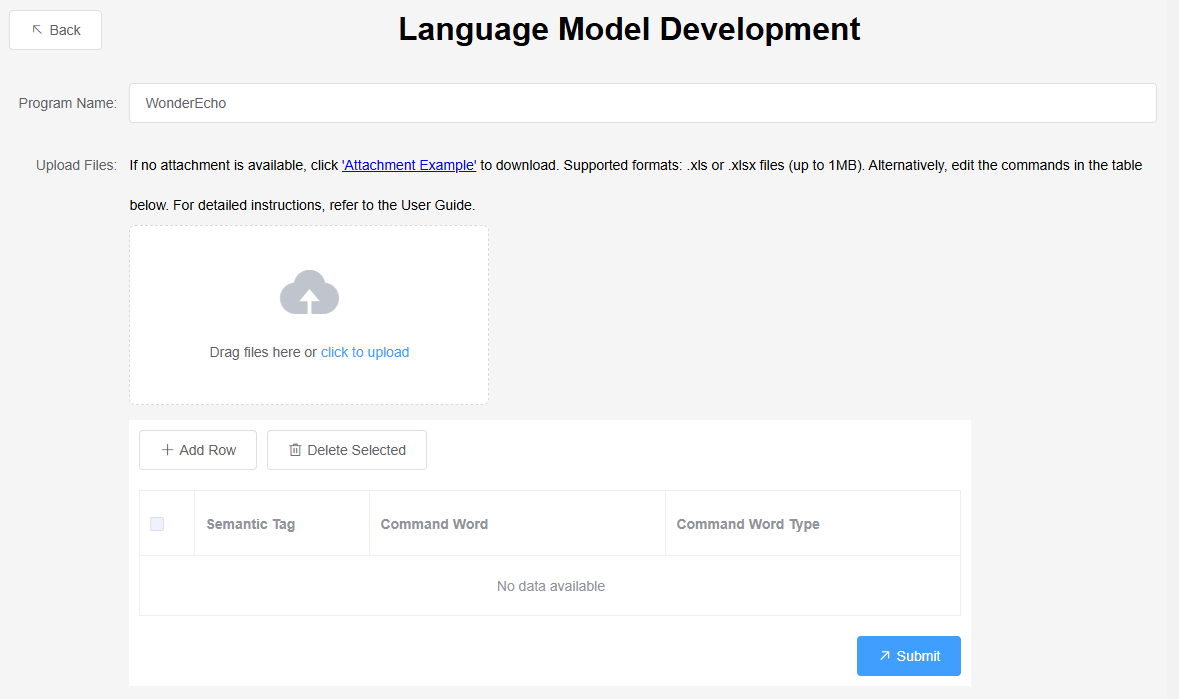 Back
Language Model Development
Program Name:
WonderEcho
Upload Files:
If no attachment is available, click 'Attachment Example' to download. Supported formats: .xls or .xlsx files (up to 1MB). Alternatively, edit the commands in the table
below. For detailed instructions, refer to the User Guide.
Drag files here or click to upload
Add Row
Delete Selected
Semantic Tag
Command Word
Command Word Type
No data available
Submit